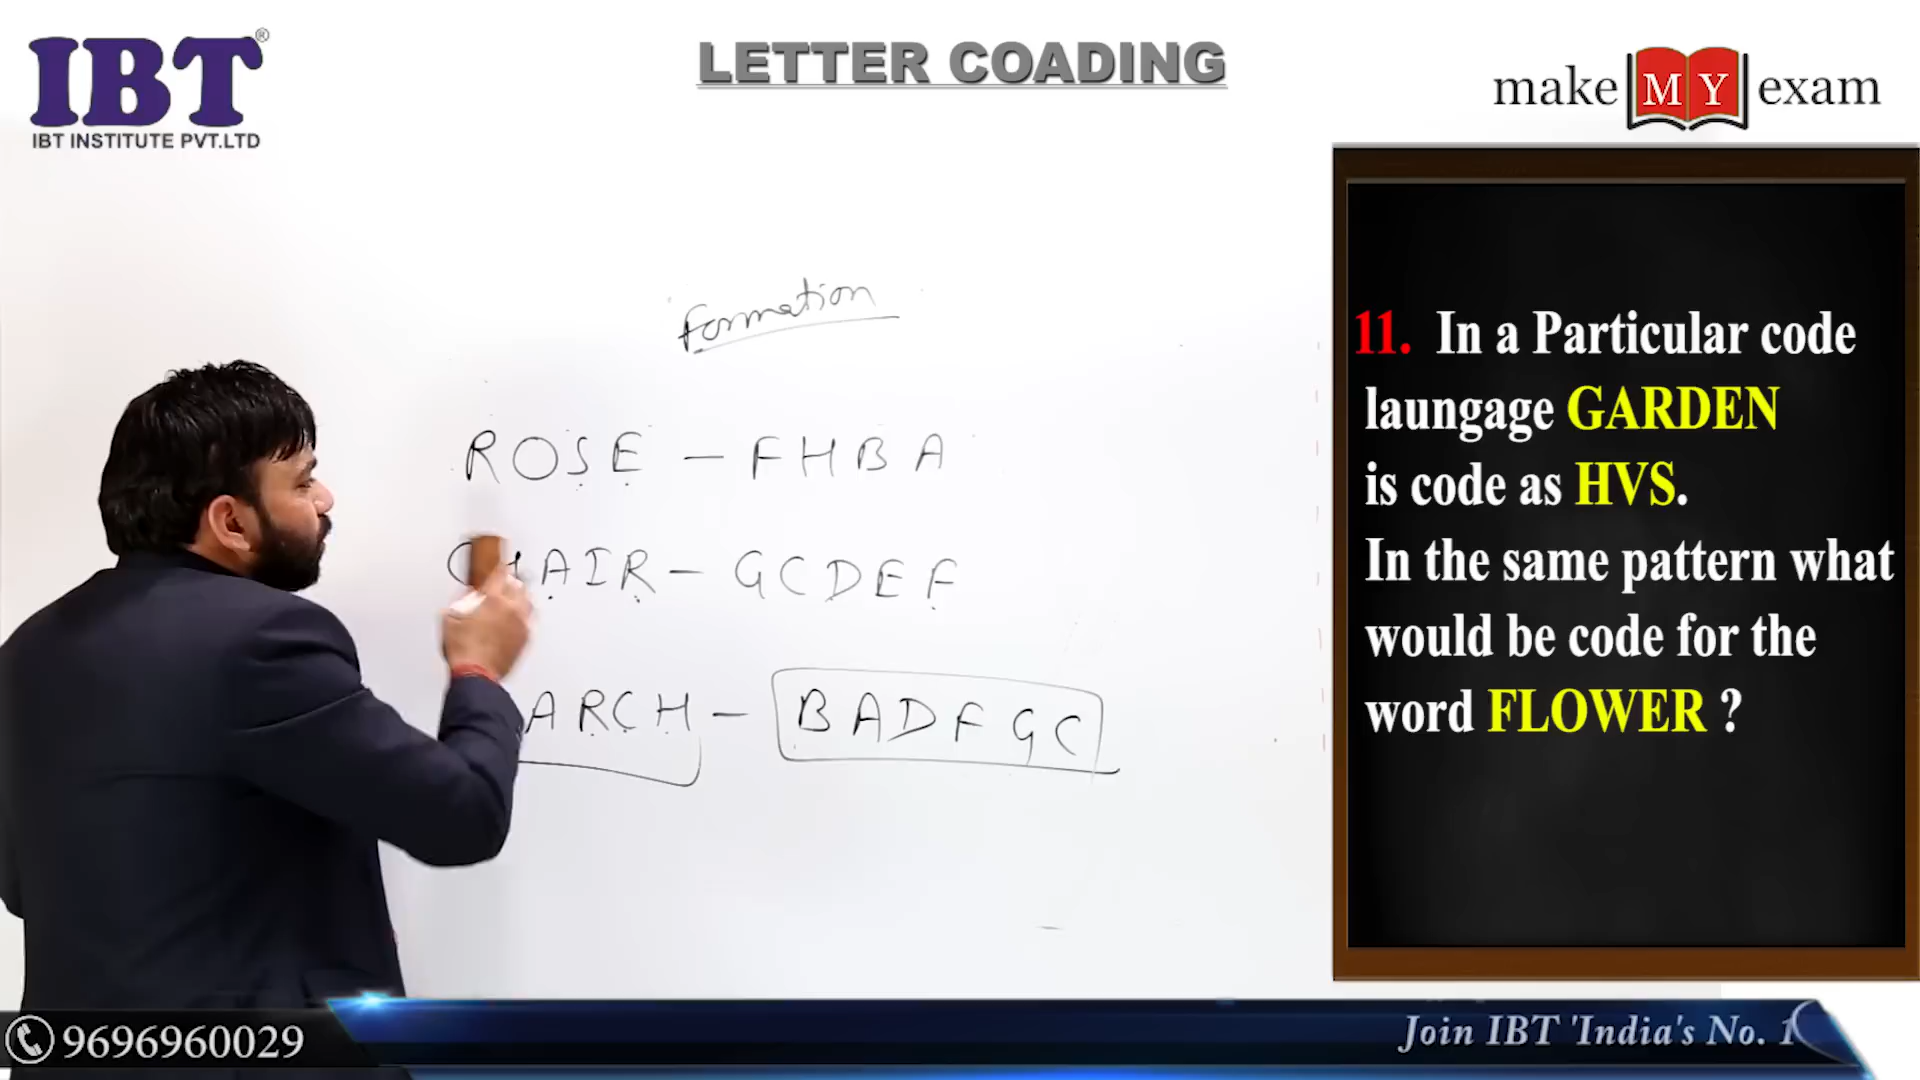 IBT®
IBT INSTITUTE PVT.LTD
LETTER COADING
make MY exam
Formation
ROSE - FHBA
AIR - GCDEF
ARCH - BADFGC
11. In a Particular code
laungage GARDEN
is code as HVS.
In the same pattern what
would be code for the
word FLOWER ?
9696960029
Join IBT 'India's No. 1